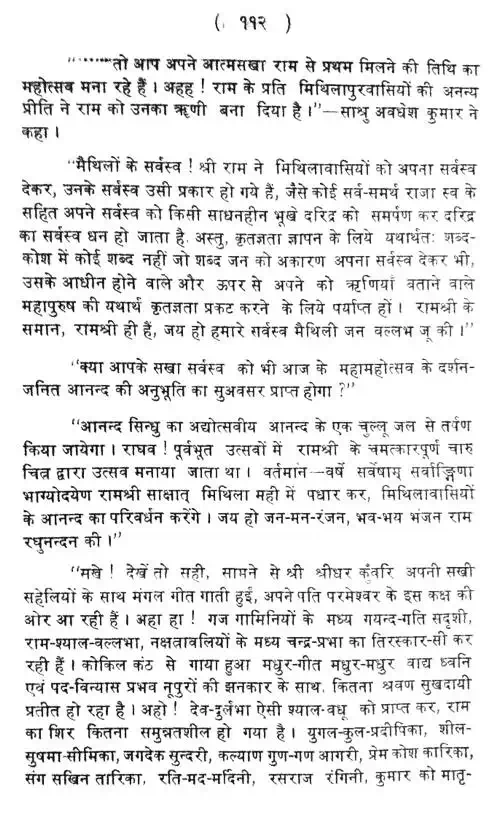 ( ११२ )
"······तो आप अपने आत्मसखा राम से प्रथम मिलने की तिथि का
महोत्सव मना रहे हैं । अहह ! राम के प्रति मिथिलापुरवासियों की अनन्य
प्रीति ने राम को उनका ऋणी बना दिया है ।"—साश्रु अवधेश कुमार ने
कहा ।
"मैथिलों के सर्वस्व ! श्री राम ने मिथिलावासियों को अपना सर्वस्व
देकर, उनके सर्वस्व उसी प्रकार हो गये हैं, जैसे कोई सर्व-समर्थ राजा स्व के
सहित अपने सर्वस्व को किसी साधनहीन भूखे दरिद्र को समर्पण कर दरिद्र
का सर्वस्व धन हो जाता है. अस्तु, कृतज्ञता ज्ञापन के लिये यथार्थतः शब्द-
कोश में कोई शब्द नहीं जो शब्द जन को अकारण अपना सर्वस्व देकर भी,
उसके आधीन होने वाले और ऊपर से अपने को ऋणियाँ बताने वाले
महापुरुष की यथार्थ कृतज्ञता प्रकट करने के लिये पर्याप्त हों । रामश्री के
समान, रामश्री ही हैं, जय हो हमारे सर्वस्व मैथिली जन वल्लभ जू की ।"
"क्या आपके सखा सर्वस्व को भी आज के महामहोत्सव के दर्शन-
जनित आनन्द की अनुभूति का सुअवसर प्राप्त होगा ?"
"आनन्द सिन्धु का अद्योत्सवीय आनन्द के एक चुल्लू जल से तर्पण
किया जायेगा । राघव ! पूर्वभूत उत्सवों में रामश्री के चमत्कारपूर्ण चारु
चित्र द्वारा उत्सव मनाया जाता था । वर्तमान—वर्षे सर्वेषाम् सर्वाङ्गिणा
भाग्योदयेण रामश्री साक्षात् मिथिला मही में पधार कर, मिथिलावासियों
के आनन्द का परिवर्धन करेंगे । जय हो जन-मन-रंजन, भव-भय भंजन राम
रघुनन्दन की ।"
"मखे ! देखें तो सही, सामने से श्री श्रीधर कुँवरि अपनी सखी
सहेलियों के साथ मंगल गीत गाती हुई, अपने पति परमेश्वर के इस कक्ष की
ओर आ रही हैं । अहा हा ! गज गामिनियों के मध्य गयन्द-गति सदृशी,
राम-श्याल-वल्लभा, नक्षत्रावलियों के मध्य चन्द्र-प्रभा का तिरस्कार-सी कर
रही हैं । कोकिल कंठ से गाया हुआ मधुर-गीत मधुर-मधुर वाद्य ध्वनि
एवं पद-विन्यास प्रभव नूपुरों की झनकार के साथ, कितना श्रवण सुखदायी
प्रतीत हो रहा है । अहो ! देव-दुर्लभा ऐसी श्याल-वधू को प्राप्त कर, राम
का शिर कितना समुन्नतशील हो गया है । युगल-कुल-प्रदीपिका, शील-
सुषमा-सीमिका, जगदेक सुन्दरी, कल्याण गुण-गण आगरी, प्रेम कोश कारिका,
संग सखिन तारिका, रति-मद-मर्दिनी, रसराज रंगिनी, कुमार को मातृ-